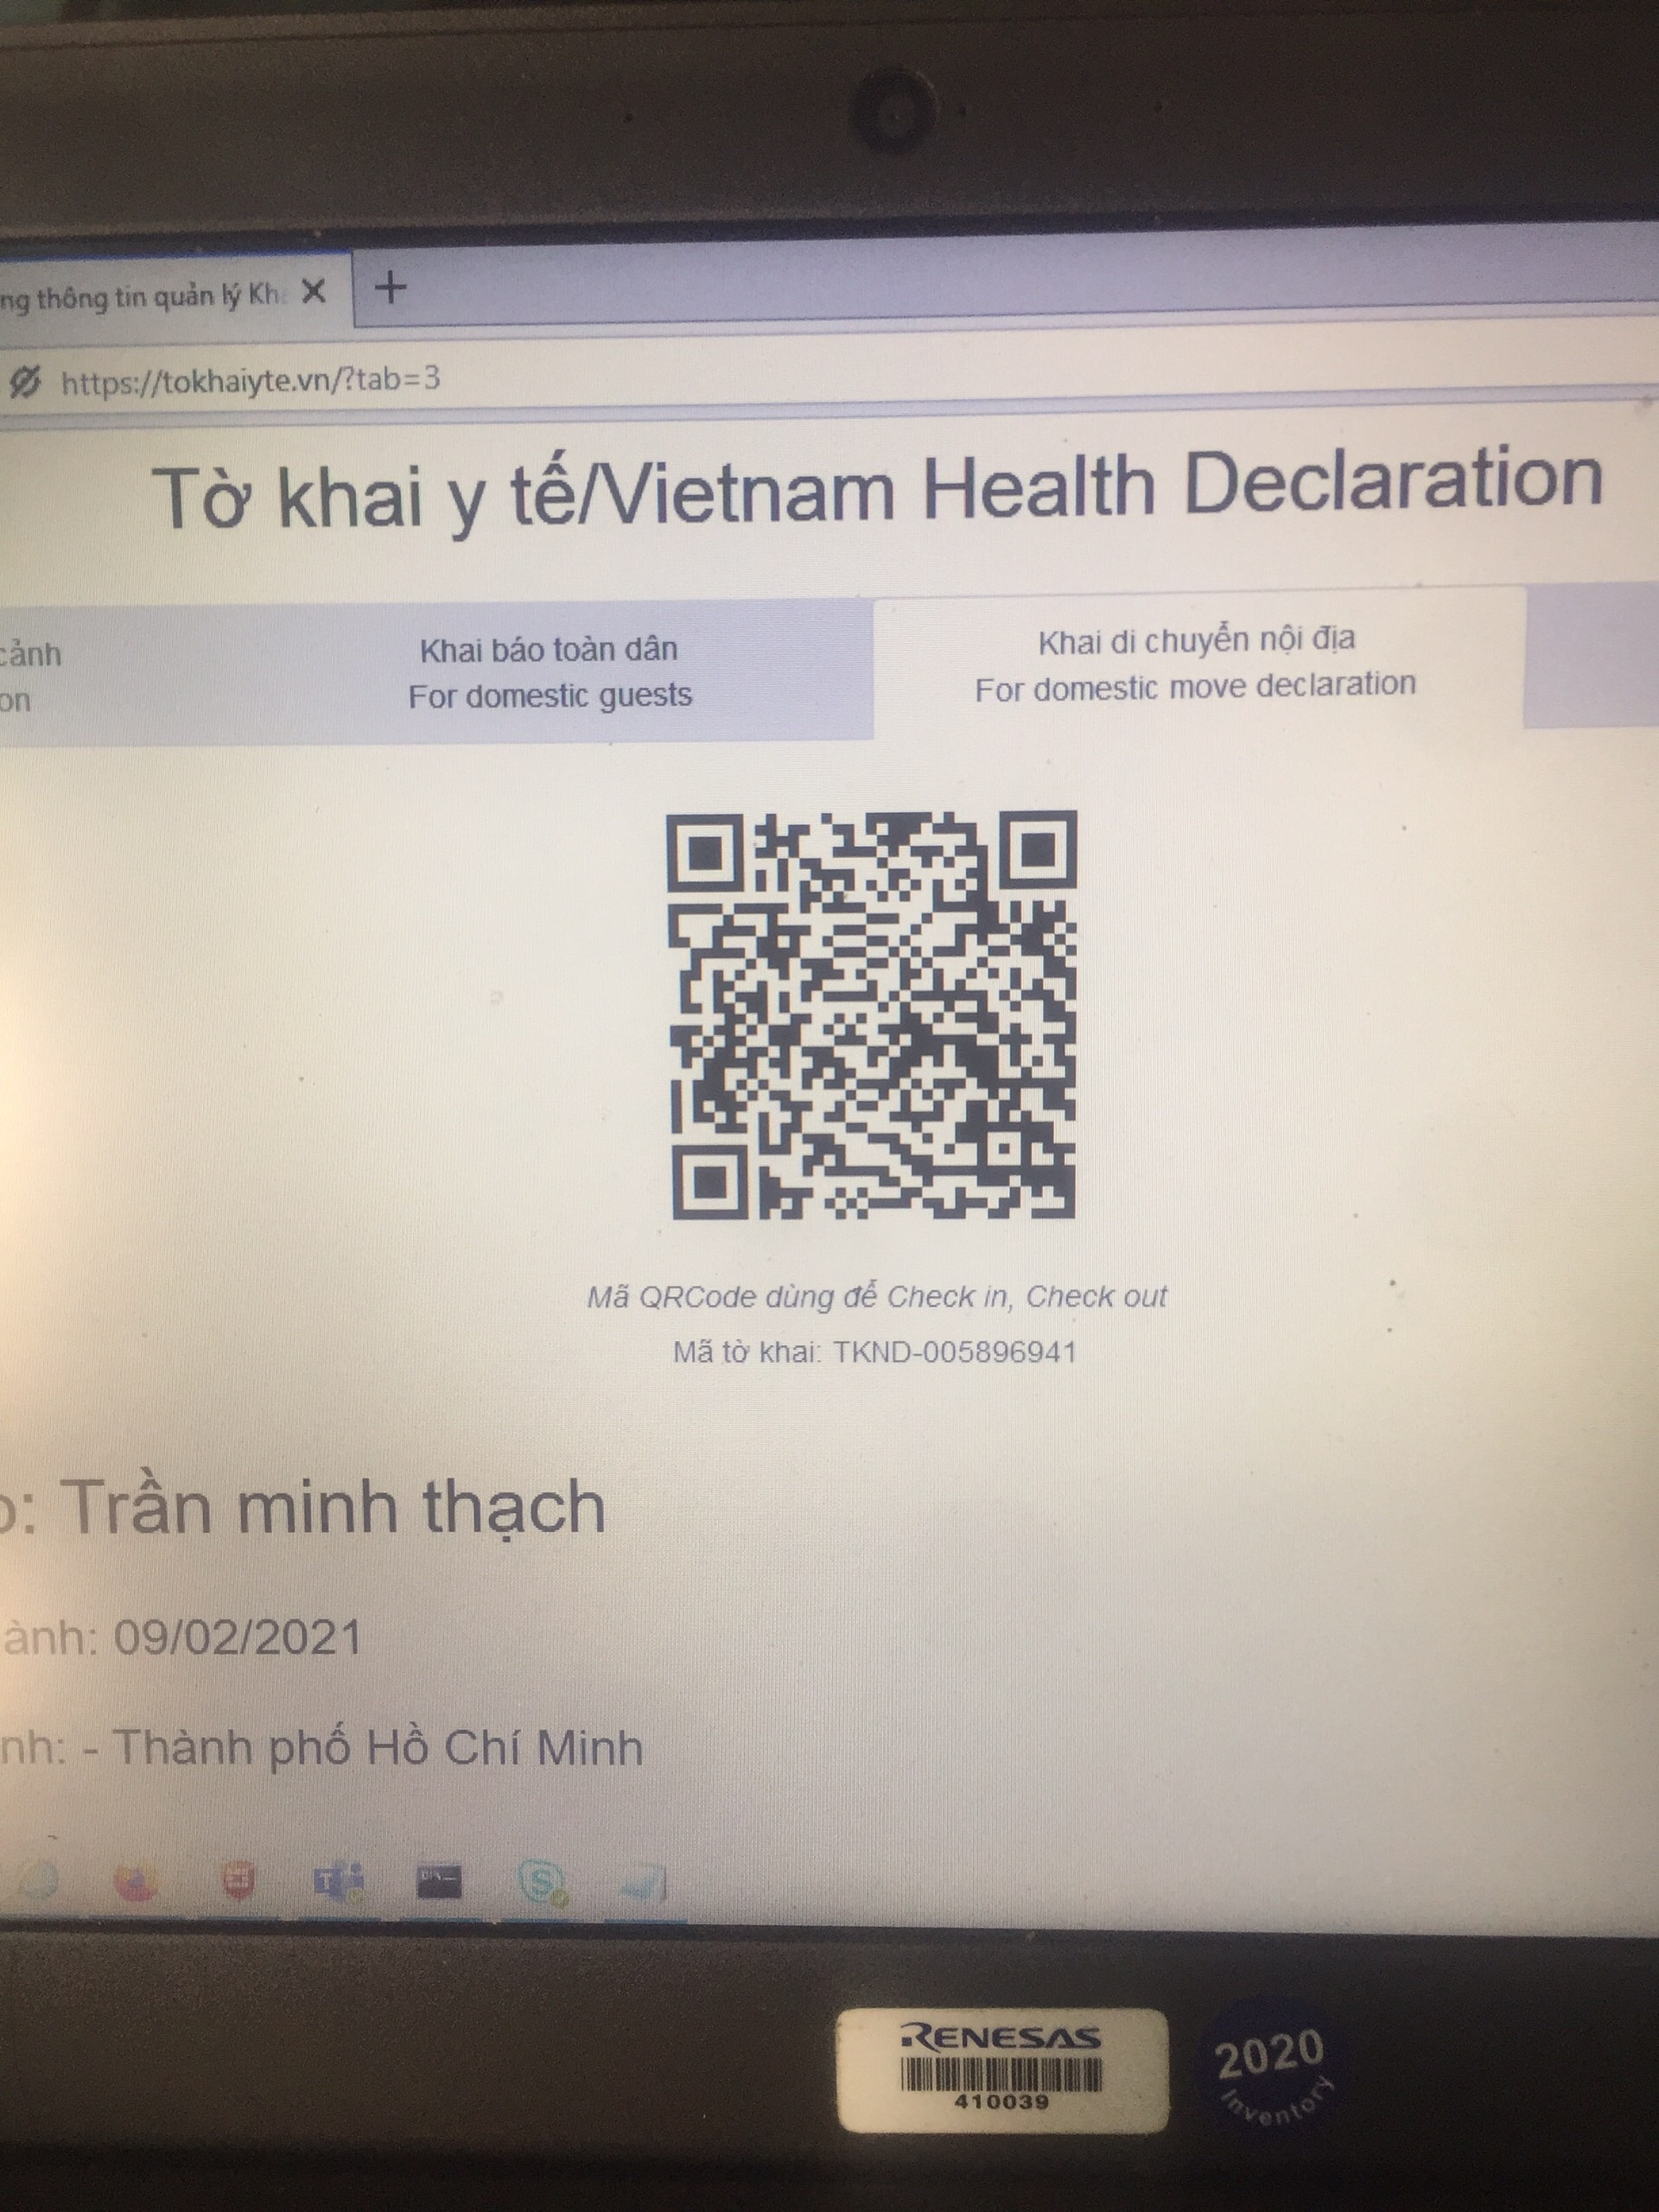 ng thông tin quản lý Kh
https://tokhaiyte.vn/?tab=3
Tờ khai y tế/Vietnam Health Declaration
cảnh
on
Khai báo toàn dân
For domestic guests
Khai di chuyển nội địa
For domestic move declaration
Mã QRCode dùng để Check in, Check out
Mã tờ khai: TKND-005896941
o: Trần minh thạch
ành: 09/02/2021
nh: - Thành phố Hồ Chí Minh
RENESAS
410039
2020
Inventory